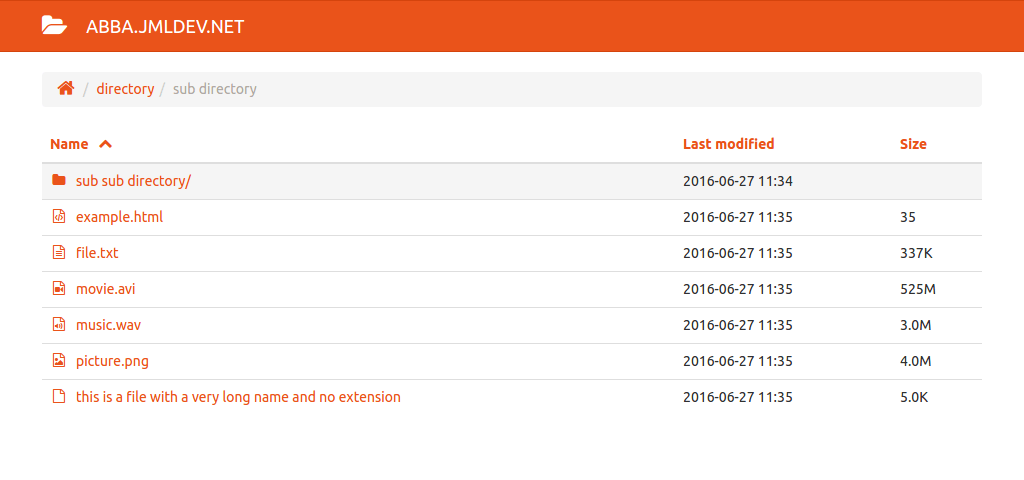 ABBA.JMLDEV.NET
/ directory / sub directory
Name Last modified Size
sub sub directory/ 2016-06-27 11:34
example.html 2016-06-27 11:35 35
file.txt 2016-06-27 11:35 337K
movie.avi 2016-06-27 11:35 525M
music.wav 2016-06-27 11:35 3.0M
picture.png 2016-06-27 11:35 4.0M
this is a file with a very long name and no extension 2016-06-27 11:35 5.0K